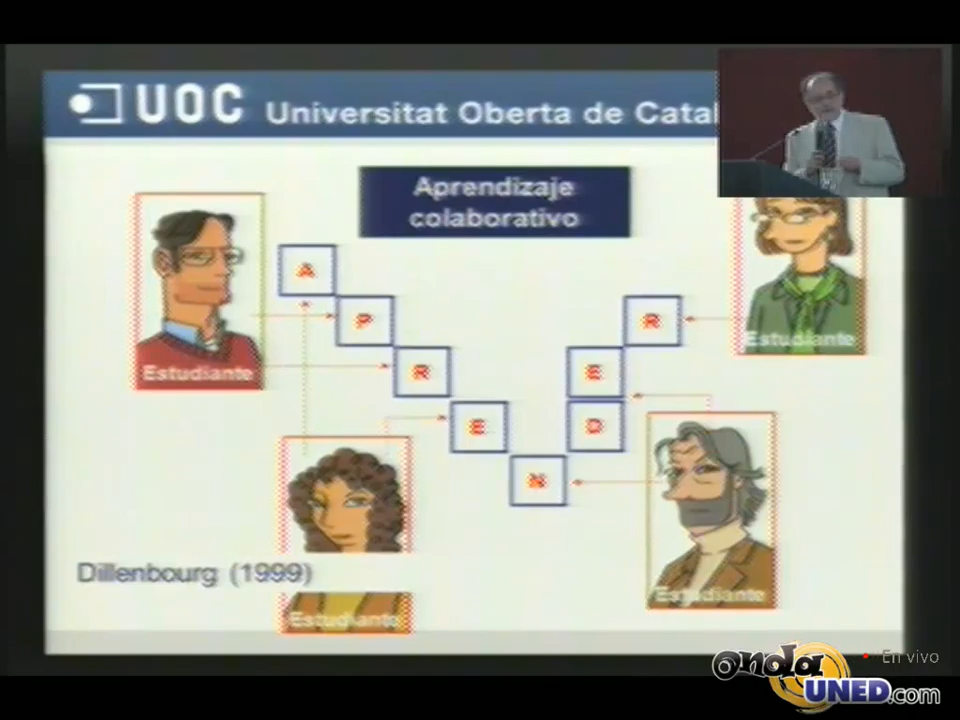 UOC Universitat Oberta de Catal
Aprendizaje
colaborativo
A
P
R
E
N
D
E
R
Estudiante
Estudiante
Estudiante
Estudiante
Dillenbourg (1999)
En vivo
onda
UNED.com